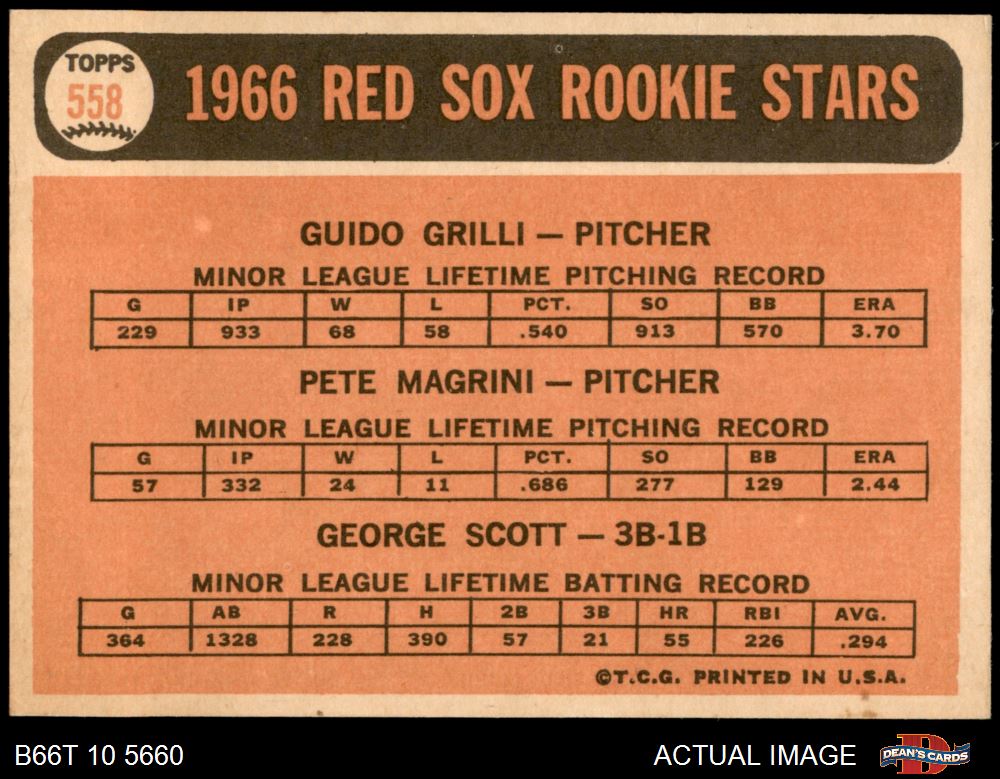 TOPPS
558
1966 RED SOX ROOKIE STARS
GUIDO GRILLI — PITCHER
MINOR LEAGUE LIFETIME PITCHING RECORD
G IP W L PCT. SO BB ERA
229 933 68 58 .540 913 570 3.70
PETE MAGRINI — PITCHER
MINOR LEAGUE LIFETIME PITCHING RECORD
G IP W L PCT. SO BB ERA
57 332 24 11 .686 277 129 2.44
GEORGE SCOTT — 3B-1B
MINOR LEAGUE LIFETIME BATTING RECORD
G AB R H 2B 3B HR RBI AVG.
364 1328 228 390 57 21 55 226 .294
©T.C.G. PRINTED IN U.S.A.
B66T 10 5660 ACTUAL IMAGE DEAN'S CARDS